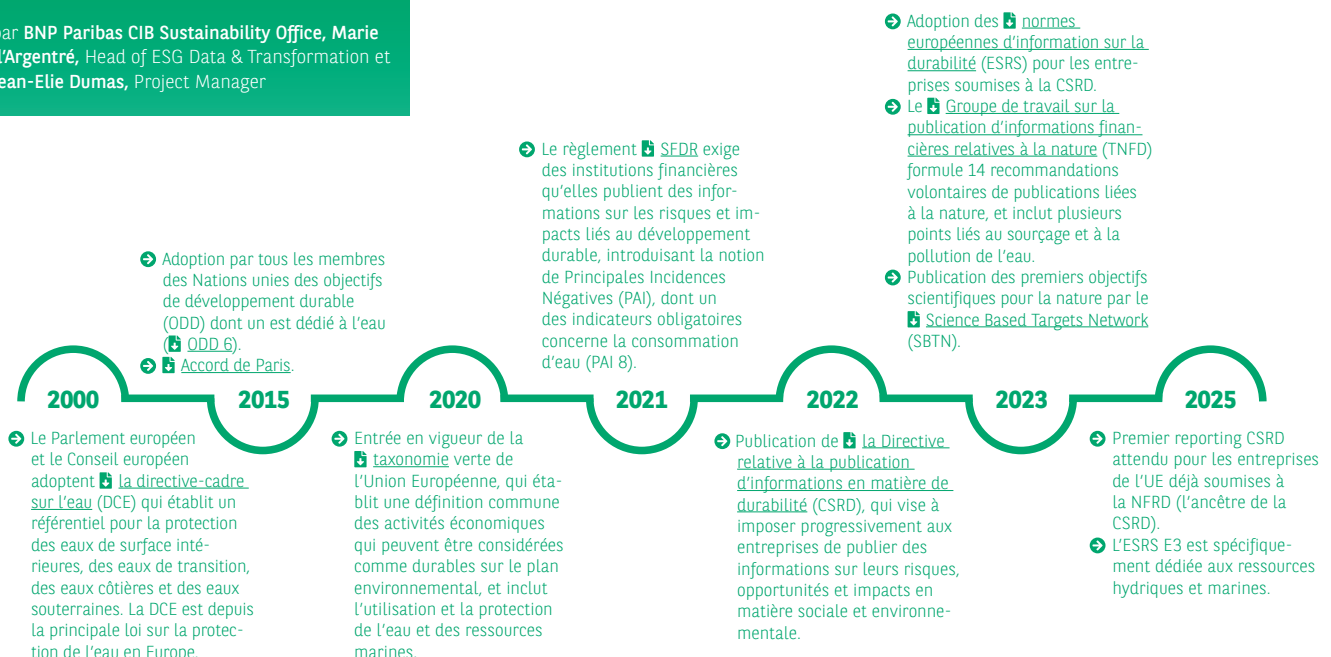 par BNP Paribas CIB Sustainability Office, Marie
d'Argentré, Head of ESG Data & Transformation et
Jean-Elie Dumas, Project Manager
2000
Le Parlement européen
et le Conseil européen
adoptent la directive-cadre
sur l'eau (DCE) qui établit un
référentiel pour la protection
des eaux de surface inté-
rieures, des eaux de transition,
des eaux côtières et des eaux
souterraines. La DCE est depuis
la principale loi sur la protec-
tion de l'eau en Europe.
Adoption par tous les membres
des Nations unies des objectifs
de développement durable
(ODD) dont un est dédié à l'eau
(ODD 6).
Accord de Paris.
2015
2020
Entrée en vigueur de la
taxonomie verte de
l'Union Européenne, qui éta-
blit une définition commune
des activités économiques
qui peuvent être considérées
comme durables sur le plan
environnemental, et inclut
l'utilisation et la protection
de l'eau et des ressources
marines.
Le règlement SFDR exige
des institutions financières
qu'elles publient des infor-
mations sur les risques et im-
pacts liés au développement
durable, introduisant la notion
de Principales Incidences
Négatives (PAI), dont un
des indicateurs obligatoires
concerne la consommation
d'eau (PAI 8).
2021
2022
Publication de la Directive
relative à la publication
d'informations en matière de
durabilité (CSRD), qui vise à
imposer progressivement aux
entreprises de publier des
informations sur leurs risques,
opportunités et impacts en
matière sociale et environne-
mentale.
Adoption des normes
européennes d'information sur la
durabilité (ESRS) pour les entre-
prises soumises à la CSRD.
Le Groupe de travail sur la
publication d'informations finan-
cières relatives à la nature (TNFD)
formule 14 recommandations
volontaires de publications liées
à la nature, et inclut plusieurs
points liés au sourçage et à la
pollution de l'eau.
Publication des premiers objectifs
scientifiques pour la nature par le
Science Based Targets Network
(SBTN).
2023
2025
Premier reporting CSRD
attendu pour les entreprises
de l'UE déjà soumises à
la NFRD (l'ancêtre de la
CSRD).
L'ESRS E3 est spécifique-
ment dédiée aux ressources
hydriques et marines.